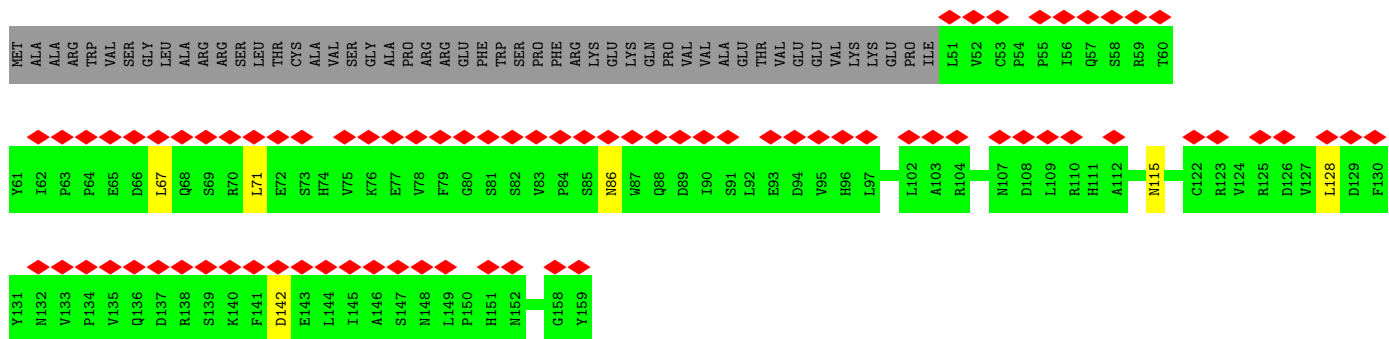 MET ALA ALA ARG TRP VAL SER GLY LEU ALA ARG ARG SER LEU THR CYS ALA VAL SER GLY ALA PRO ARG ARG GLU PHE TRP SER PRO PHE ARG LYS GLU LYS GLN PRO VAL VAL ALA GLU THR VAL GLU GLU VAL LYS LYS GLU PRO ILE L51 V52 C53 P54 P55 I56 Q57 S58 R59 T60
Y61 I62 P63 P64 E65 D66 L67 Q68 S69 R70 L71 E72 S73 H74 V75 K76 E77 V78 F79 G80 S81 S82 V83 P84 S85 N86 W87 Q88 D89 I90 S91 L92 E93 D94 V95 H96 L97 L102 A103 R104 N107 D108 L109 R110 H111 A112 N115 C122 R123 V124 R125 D126 V127 L128 D129 F130
Y131 N132 V133 P134 V135 Q136 D137 R138 S139 K140 F141 D142 E143 L144 I145 A146 S147 N148 L149 P150 H151 N152 G158 Y159